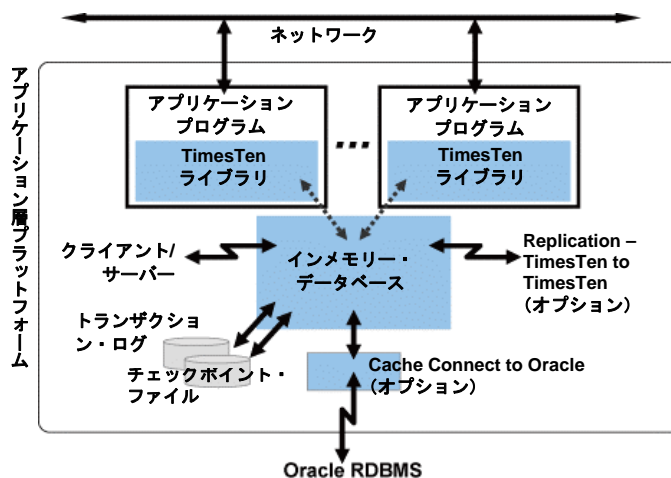 ネットワーク
アプリケーション層プラットフォーム
アプリケーション
プログラム
TimesTen
ライブラリ
アプリケーション
プログラム
TimesTen
ライブラリ
クライアント/
サーバー
インメモリー・
データベース
Replication –
TimesTen to
TimesTen
(オプション)
トランザクショ
ン・ログ
チェックポイント・
ファイル
Cache Connect to Oracle
(オプション)
Oracle RDBMS